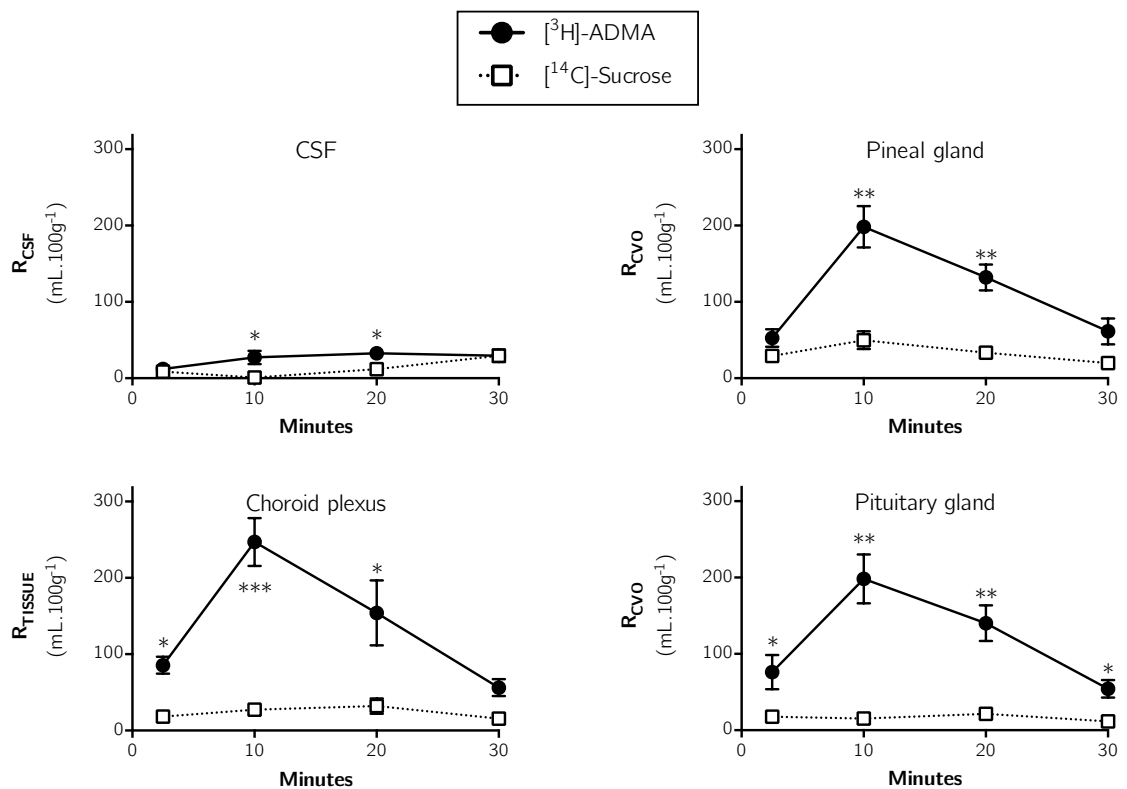 [³H]-ADMA
[¹⁴C]-Sucrose
CSF
300
200
100
0
R_CSF
(mL.100g⁻¹)
*
*
0 10 20 30
Minutes
Pineal gland
300
200
100
0
R_CVO
(mL.100g⁻¹)
**
**
0 10 20 30
Minutes
Choroid plexus
300
200
100
0
R_TISSUE
(mL.100g⁻¹)
*
***
*
0 10 20 30
Minutes
Pituitary gland
300
200
100
0
R_CVO
(mL.100g⁻¹)
*
**
**
*
0 10 20 30
Minutes